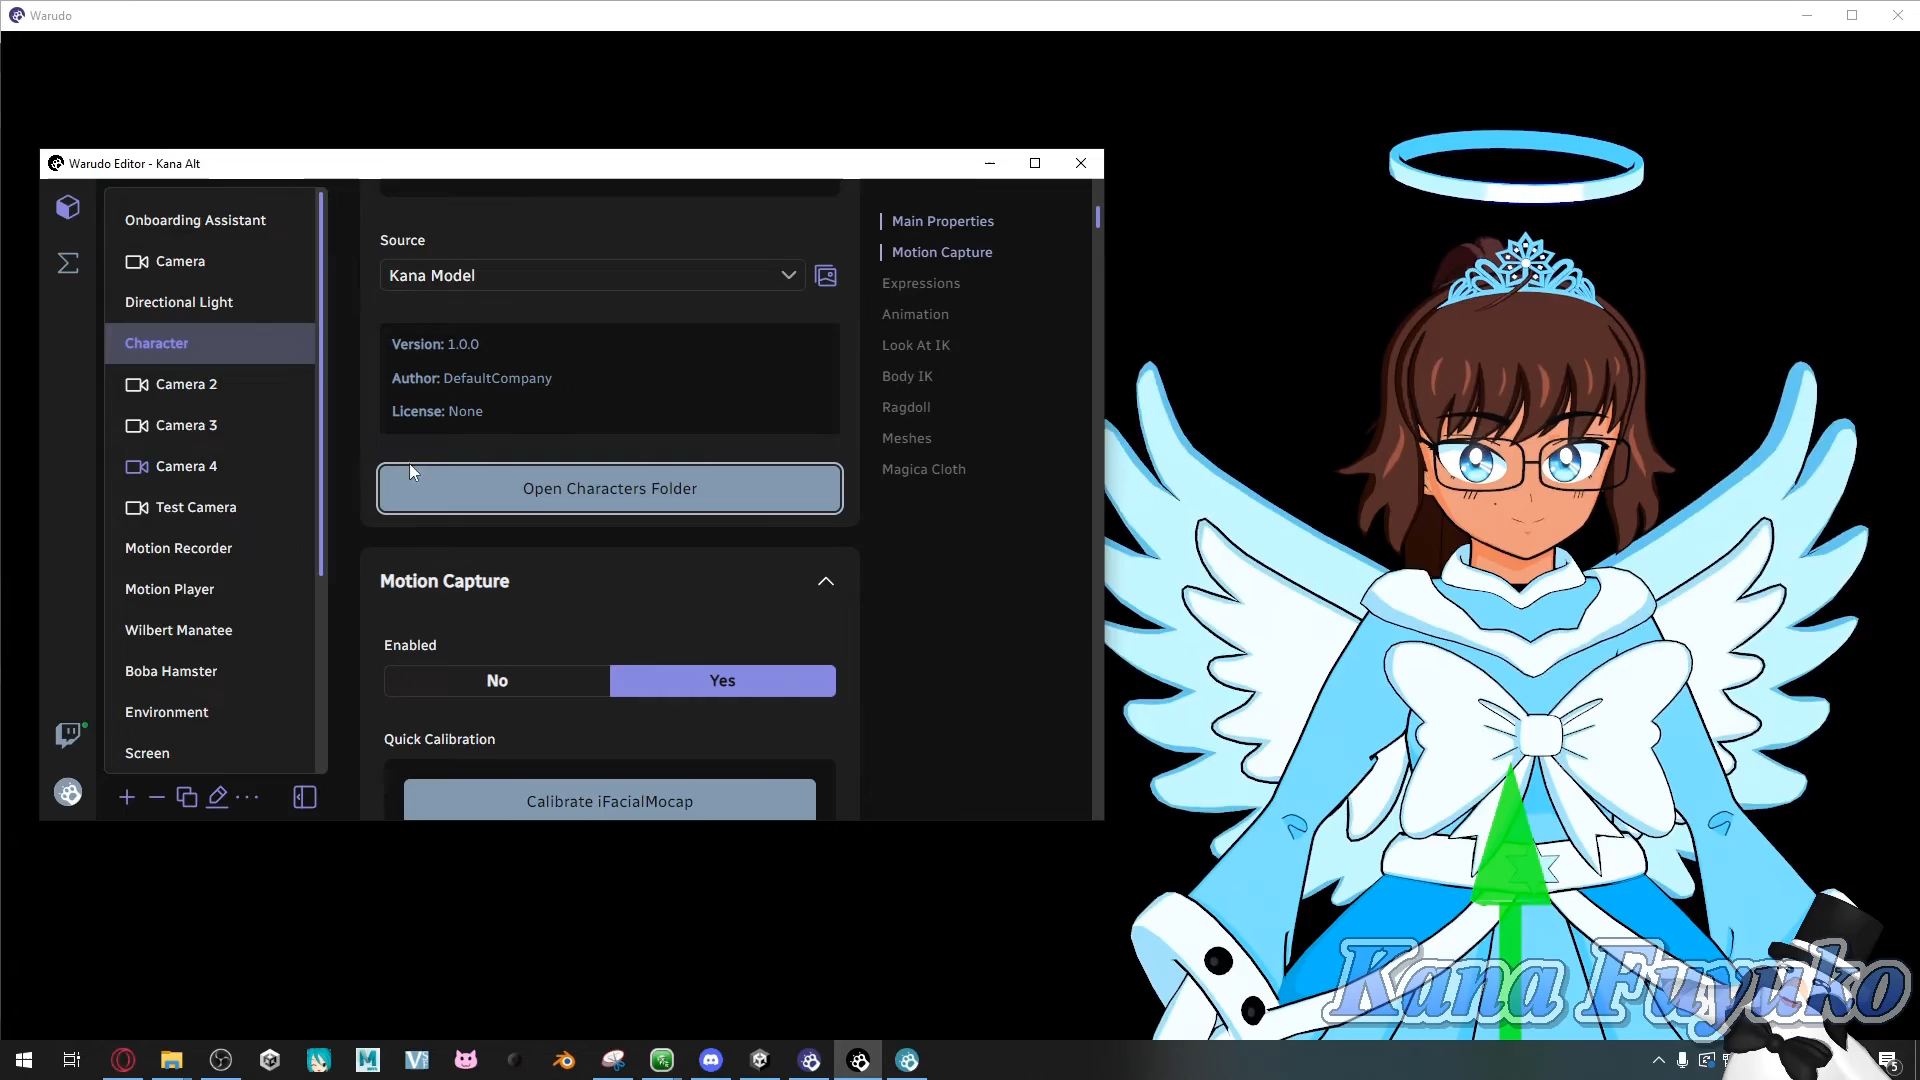 Warudo
Warudo Editor - Kana Alt
Onboarding Assistant
Camera
Directional Light
Character
Camera 2
Camera 3
Camera 4
Test Camera
Motion Recorder
Motion Player
Wilbert Manatee
Boba Hamster
Environment
Screen
Source
Kana Model
Version: 1.0.0
Author: DefaultCompany
License: None
Open Characters Folder
Motion Capture
Enabled
No
Yes
Quick Calibration
Calibrate iFacialMocap
Main Properties
Motion Capture
Expressions
Animation
Look At IK
Body IK
Ragdoll
Meshes
Magica Cloth
Kana Fuyuko
5